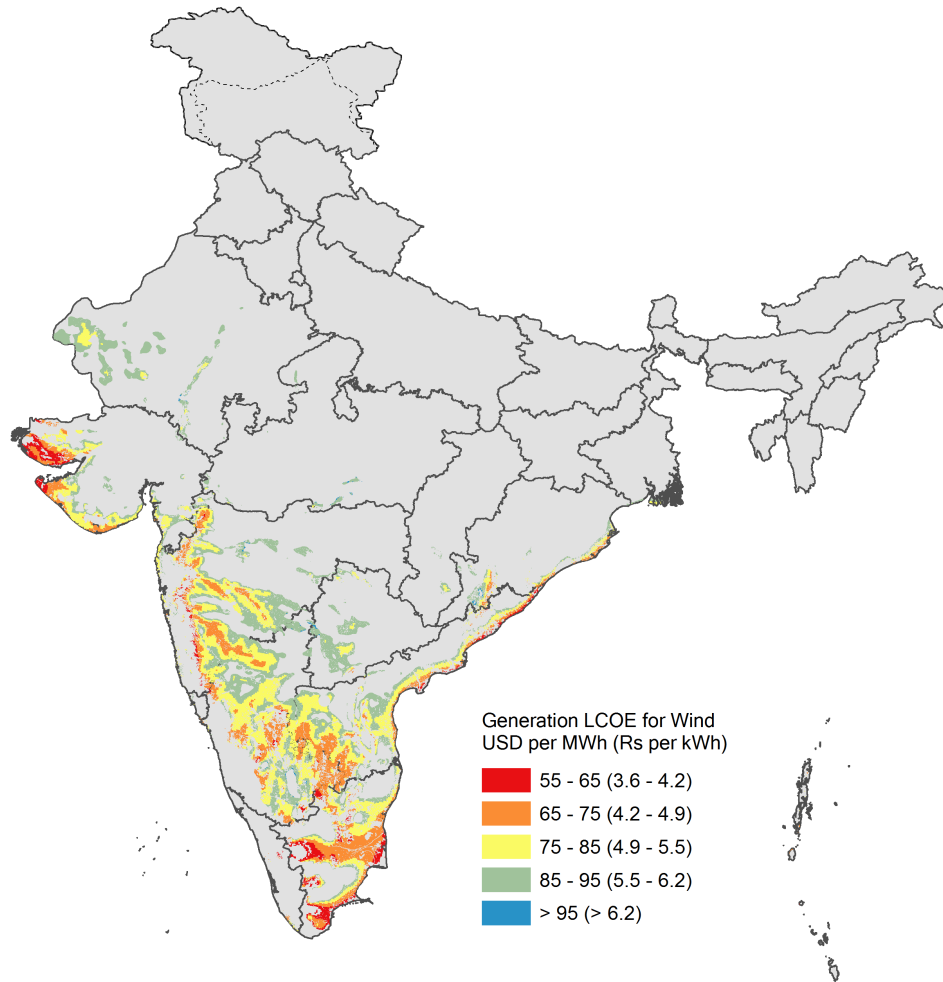 Generation LCOE for Wind
USD per MWh (Rs per kWh)
55 - 65 (3.6 - 4.2)
65 - 75 (4.2 - 4.9)
75 - 85 (4.9 - 5.5)
85 - 95 (5.5 - 6.2)
> 95 (> 6.2)